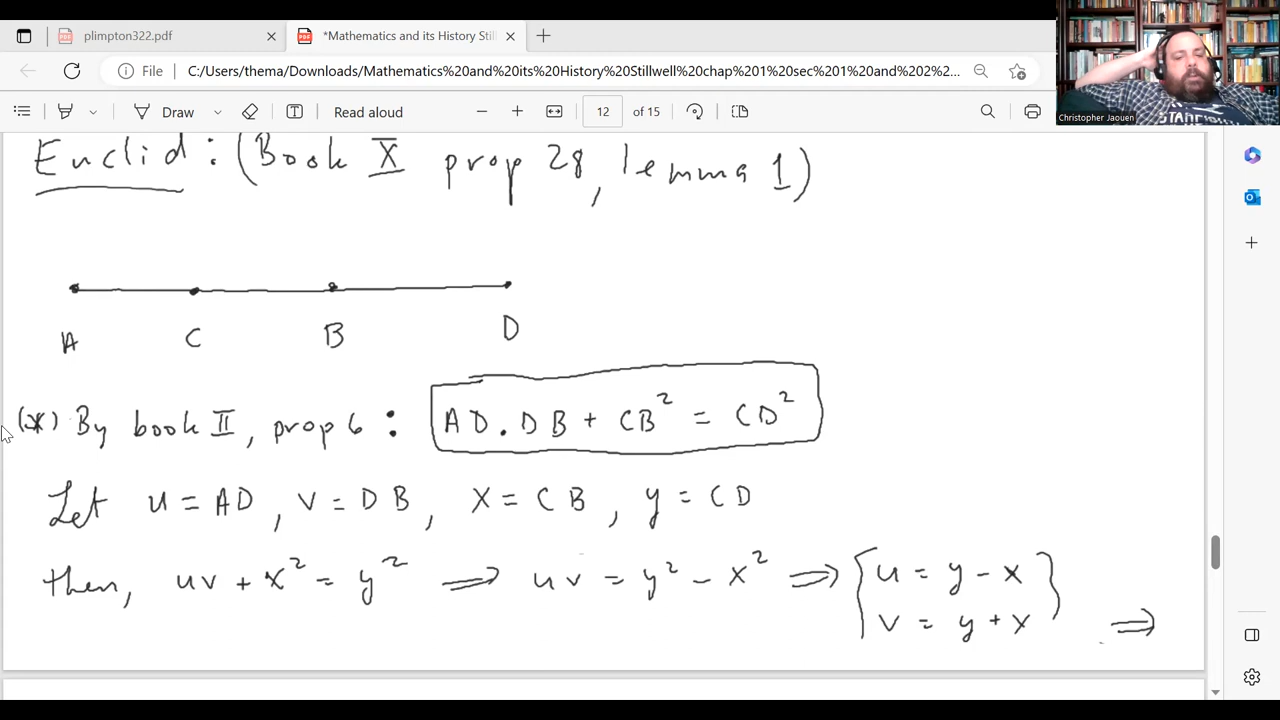 plimpton322.pdf
*Mathematics and its History Still
File
C:/Users/thema/Downloads/Mathematics%20and%20its%20History%20Stillwell%20chap%201%20sec%201%20and%202%2...
Draw
Read aloud
12
of 15
Christopher Jaouen
Euclid : (Book X prop 28, lemma 1)
A C B D
(*) By book II, prop 6 : AD . DB + CB² = CD²
Let u = AD, v = DB, x = CB, y = CD
then, uv + x² = y² ⟹ uv = y² - x² ⟹ { u = y - x
v = y + x } ⟹